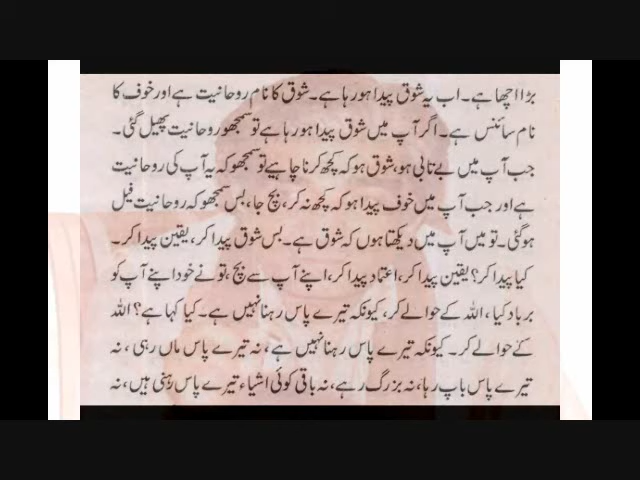 بڑا اچھا ہے۔ اب یہ شوق پیدا ہورہا ہے۔ شوق کا نام روحانیت ہے اور خوف کا
نام سائنس ہے۔ اگر آپ میں شوق پیدا ہو رہا ہے تو سمجھو روحانیت پھیل گئی۔
جب آپ میں بے تابی ہو، شوق ہو کہ کچھ کرنا چاہیے تو سمجھو کہ یہ آپ کی روحانیت
ہے اور جب آپ میں خوف پیدا ہو کہ کچھ نہ کر، بچ جا، بس سمجھو کہ روحانیت فیل
ہوگئی۔ تو میں آپ میں دیکھتا ہوں کہ شوق ہے۔ بس شوق پیدا کر، یقین پیدا کر۔
کیا پیدا کر؟ یقین پیدا کر، اعتماد پیدا کر، اپنے آپ سے بچ، تو نے خود اپنے آپ کو
برباد کیا، اللہ کے حوالے کر، کیونکہ تیرے پاس رہنا نہیں ہے۔ کیا کہا ہے؟ اللہ
کے حوالے کر۔ کیونکہ تیرے پاس رہنا نہیں ہے، نہ تیرے پاس ماں رہی، نہ
تیرے پاس باپ رہا، نہ بزرگ رہے، نہ باقی کوئی اشیاء تیرے پاس رہنی ہیں، نہ